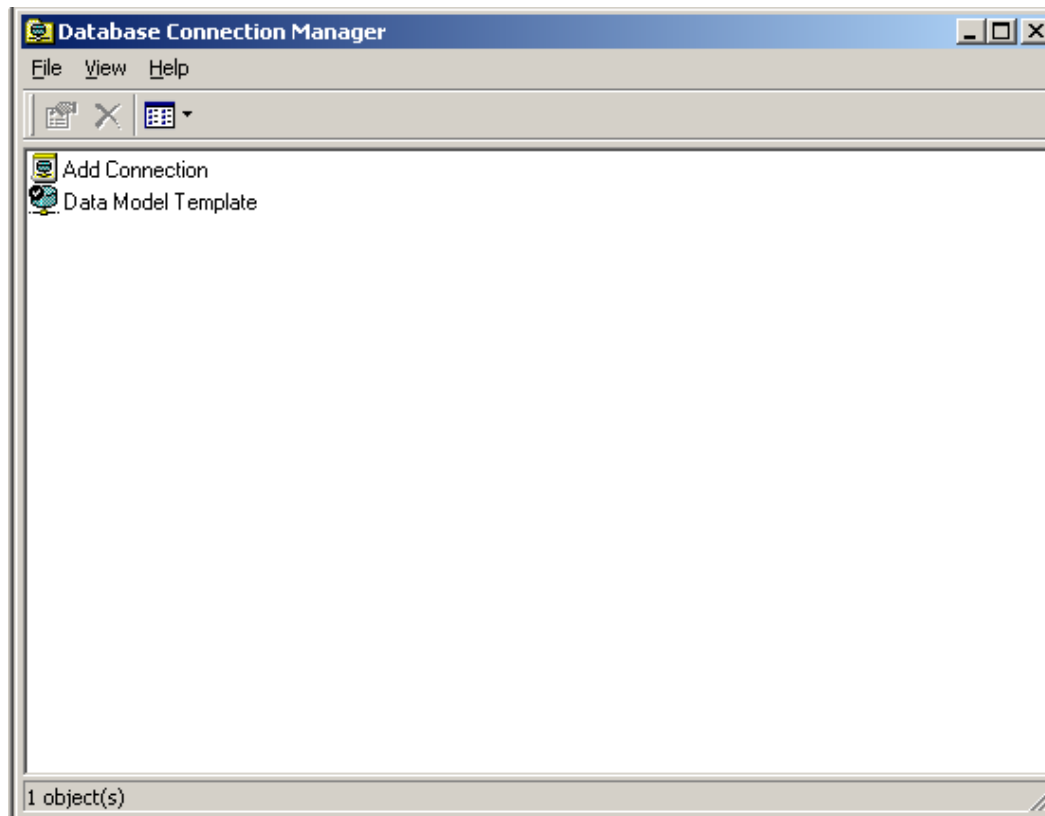 Database Connection Manager
File View Help
Add Connection
Data Model Template
1 object(s)